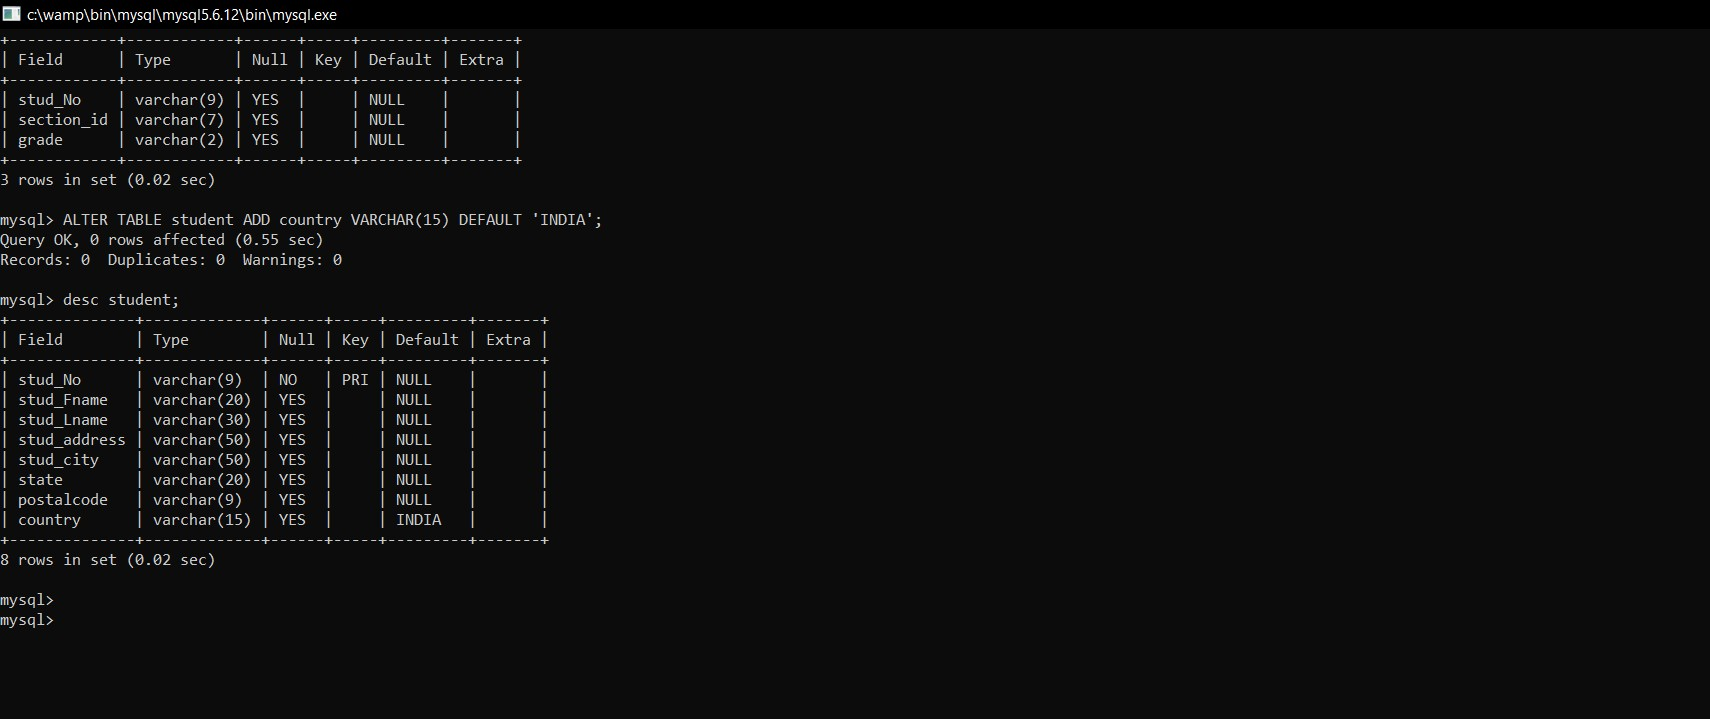 c:\wamp\bin\mysql\mysql5.6.12\bin\mysql.exe
+------------+------------+------+-----+---------+-------+
| Field      | Type       | Null | Key | Default | Extra |
+------------+------------+------+-----+---------+-------+
| stud_No    | varchar(9) | YES  |     | NULL    |       |
| section_id | varchar(7) | YES  |     | NULL    |       |
| grade      | varchar(2) | YES  |     | NULL    |       |
+------------+------------+------+-----+---------+-------+
3 rows in set (0.02 sec)
mysql> ALTER TABLE student ADD country VARCHAR(15) DEFAULT 'INDIA';
Query OK, 0 rows affected (0.55 sec)
Records: 0  Duplicates: 0  Warnings: 0
mysql> desc student;
+--------------+-------------+------+-----+---------+-------+
| Field        | Type        | Null | Key | Default | Extra |
+--------------+-------------+------+-----+---------+-------+
| stud_No      | varchar(9)  | NO   | PRI | NULL    |       |
| stud_Fname   | varchar(20) | YES  |     | NULL    |       |
| stud_Lname   | varchar(30) | YES  |     | NULL    |       |
| stud_address | varchar(50) | YES  |     | NULL    |       |
| stud_city    | varchar(50) | YES  |     | NULL    |       |
| state        | varchar(20) | YES  |     | NULL    |       |
| postalcode   | varchar(9)  | YES  |     | NULL    |       |
| country      | varchar(15) | YES  |     | INDIA   |       |
+--------------+-------------+------+-----+---------+-------+
8 rows in set (0.02 sec)
mysql>
mysql>